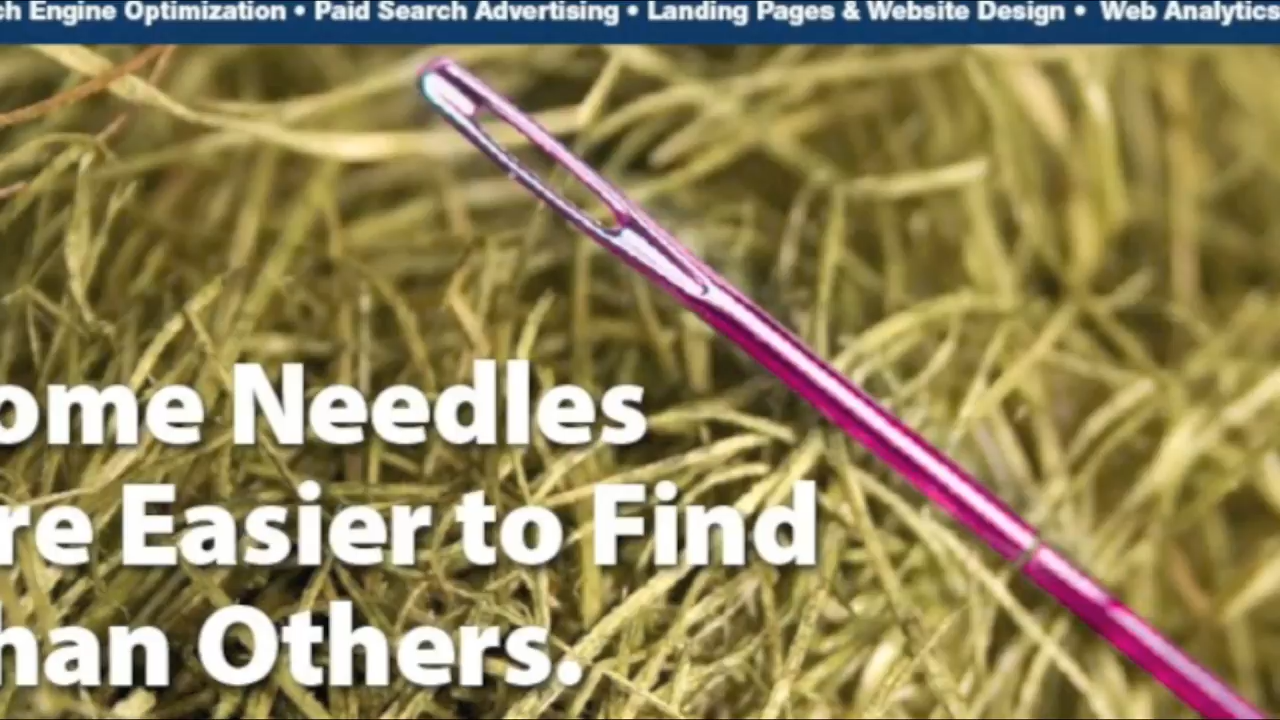 ch Engine Optimization • Paid Search Advertising • Landing Pages & Website Design • Web Analytics
ome Needles
re Easier to Find
han Others.